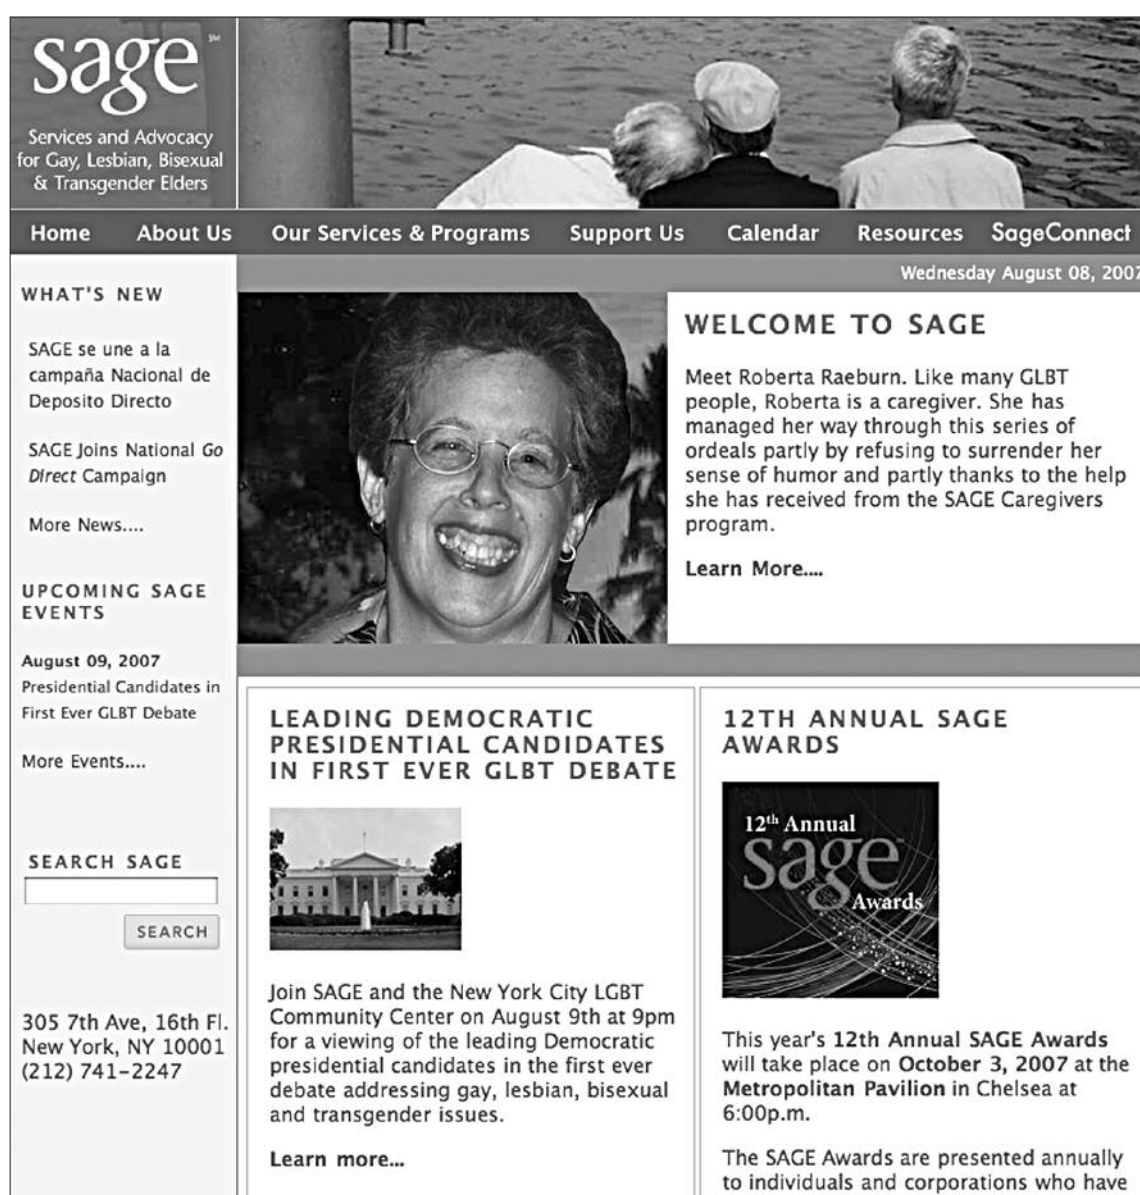 sage℠
Services and Advocacy
for Gay, Lesbian, Bisexual
& Transgender Elders
Home About Us Our Services & Programs Support Us Calendar Resources SageConnect
Wednesday August 08, 2007
WHAT'S NEW
SAGE se une a la
campaña Nacional de
Deposito Directo
SAGE Joins National Go
Direct Campaign
More News....
UPCOMING SAGE
EVENTS
August 09, 2007
Presidential Candidates in
First Ever GLBT Debate
More Events....
SEARCH SAGE
SEARCH
305 7th Ave, 16th Fl.
New York, NY 10001
(212) 741-2247
WELCOME TO SAGE
Meet Roberta Raeburn. Like many GLBT
people, Roberta is a caregiver. She has
managed her way through this series of
ordeals partly by refusing to surrender her
sense of humor and partly thanks to the help
she has received from the SAGE Caregivers
program.
Learn More....
LEADING DEMOCRATIC
PRESIDENTIAL CANDIDATES
IN FIRST EVER GLBT DEBATE
Join SAGE and the New York City LGBT
Community Center on August 9th at 9pm
for a viewing of the leading Democratic
presidential candidates in the first ever
debate addressing gay, lesbian, bisexual
and transgender issues.
Learn more...
12TH ANNUAL SAGE
AWARDS
12th Annual
sage℠
Awards
This year's 12th Annual SAGE Awards
will take place on October 3, 2007 at the
Metropolitan Pavilion in Chelsea at
6:00p.m.
The SAGE Awards are presented annually
to individuals and corporations who have